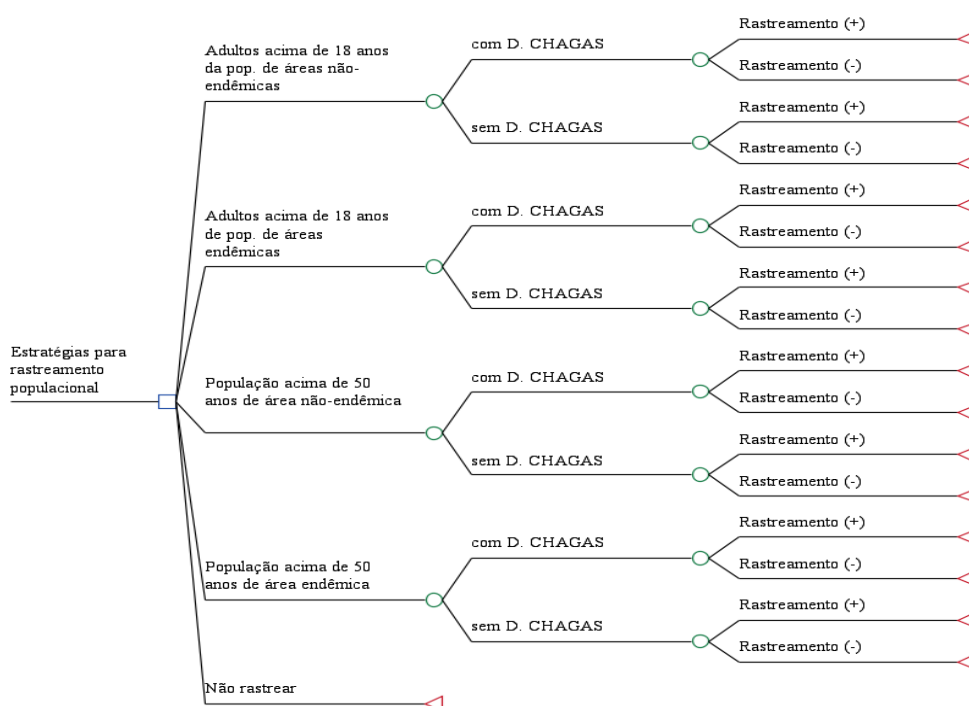 Adultos acima de 18 anos
da pop. de áreas não-
endêmicas
com D. CHAGAS
Rastreamento (+)
Rastreamento (-)
sem D. CHAGAS
Rastreamento (+)
Rastreamento (-)
Adultos acima de 18 anos
de pop. de áreas
endêmicas
com D. CHAGAS
Rastreamento (+)
Rastreamento (-)
sem D. CHAGAS
Rastreamento (+)
Rastreamento (-)
Estratégias para
rastreamento
populacional
População acima de 50
anos de área não-endêmica
com D. CHAGAS
Rastreamento (+)
Rastreamento (-)
sem D. CHAGAS
Rastreamento (+)
Rastreamento (-)
População acima de 50
anos de área endêmica
com D. CHAGAS
Rastreamento (+)
Rastreamento (-)
sem D. CHAGAS
Rastreamento (+)
Rastreamento (-)
Não rastrear